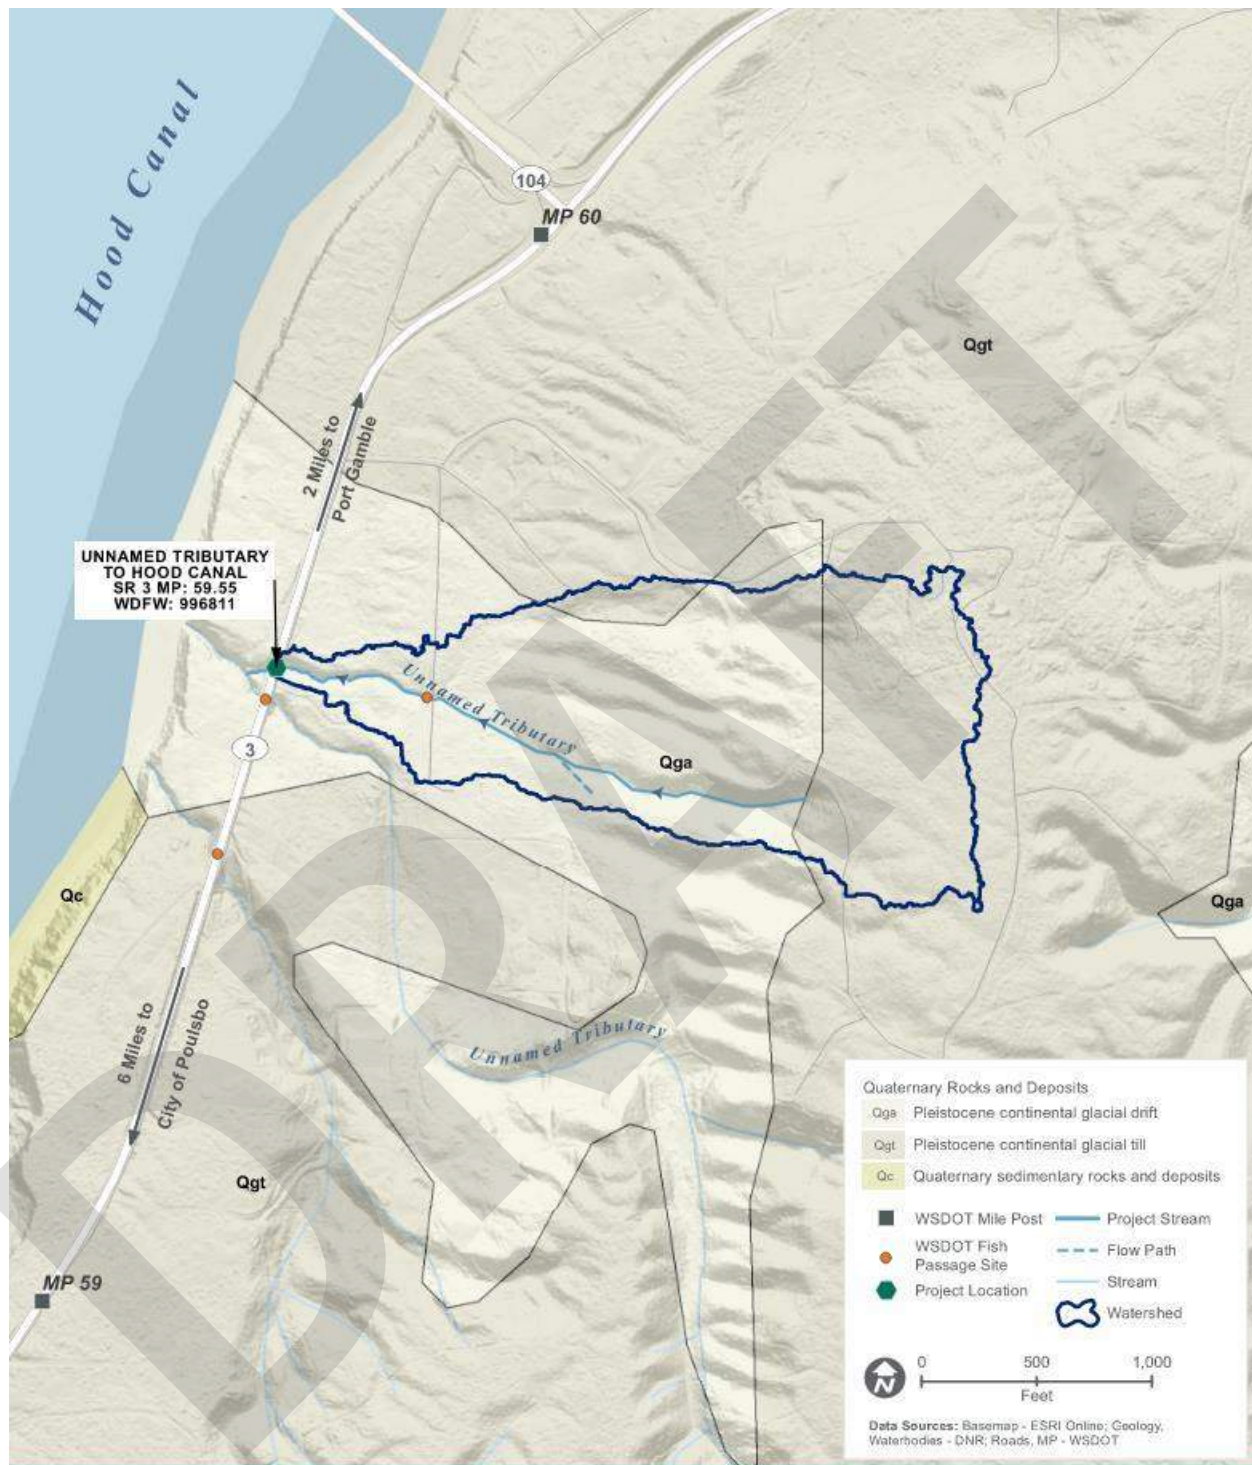 Hood Canal
104
MP 60
Qgt
2 Miles to
Port Gamble
UNNAMED TRIBUTARY
TO HOOD CANAL
SR 3 MP: 59.55
WDFW: 996811
Unnamed Tributary
3
Qga
Qc
Qga
6 Miles to
City of Poulsbo
Unnamed Tributary
Qgt
MP 59
DRAFT
Quaternary Rocks and Deposits
Qga Pleistocene continental glacial drift
Qgt Pleistocene continental glacial till
Qc Quaternary sedimentary rocks and deposits
WSDOT Mile Post
WSDOT Fish
Passage Site
Project Location
Project Stream
Flow Path
Stream
Watershed
N
0 500 1,000
Feet
Data Sources: Basemap - ESRI Online; Geology,
Waterbodies - DNR; Roads, MP - WSDOT